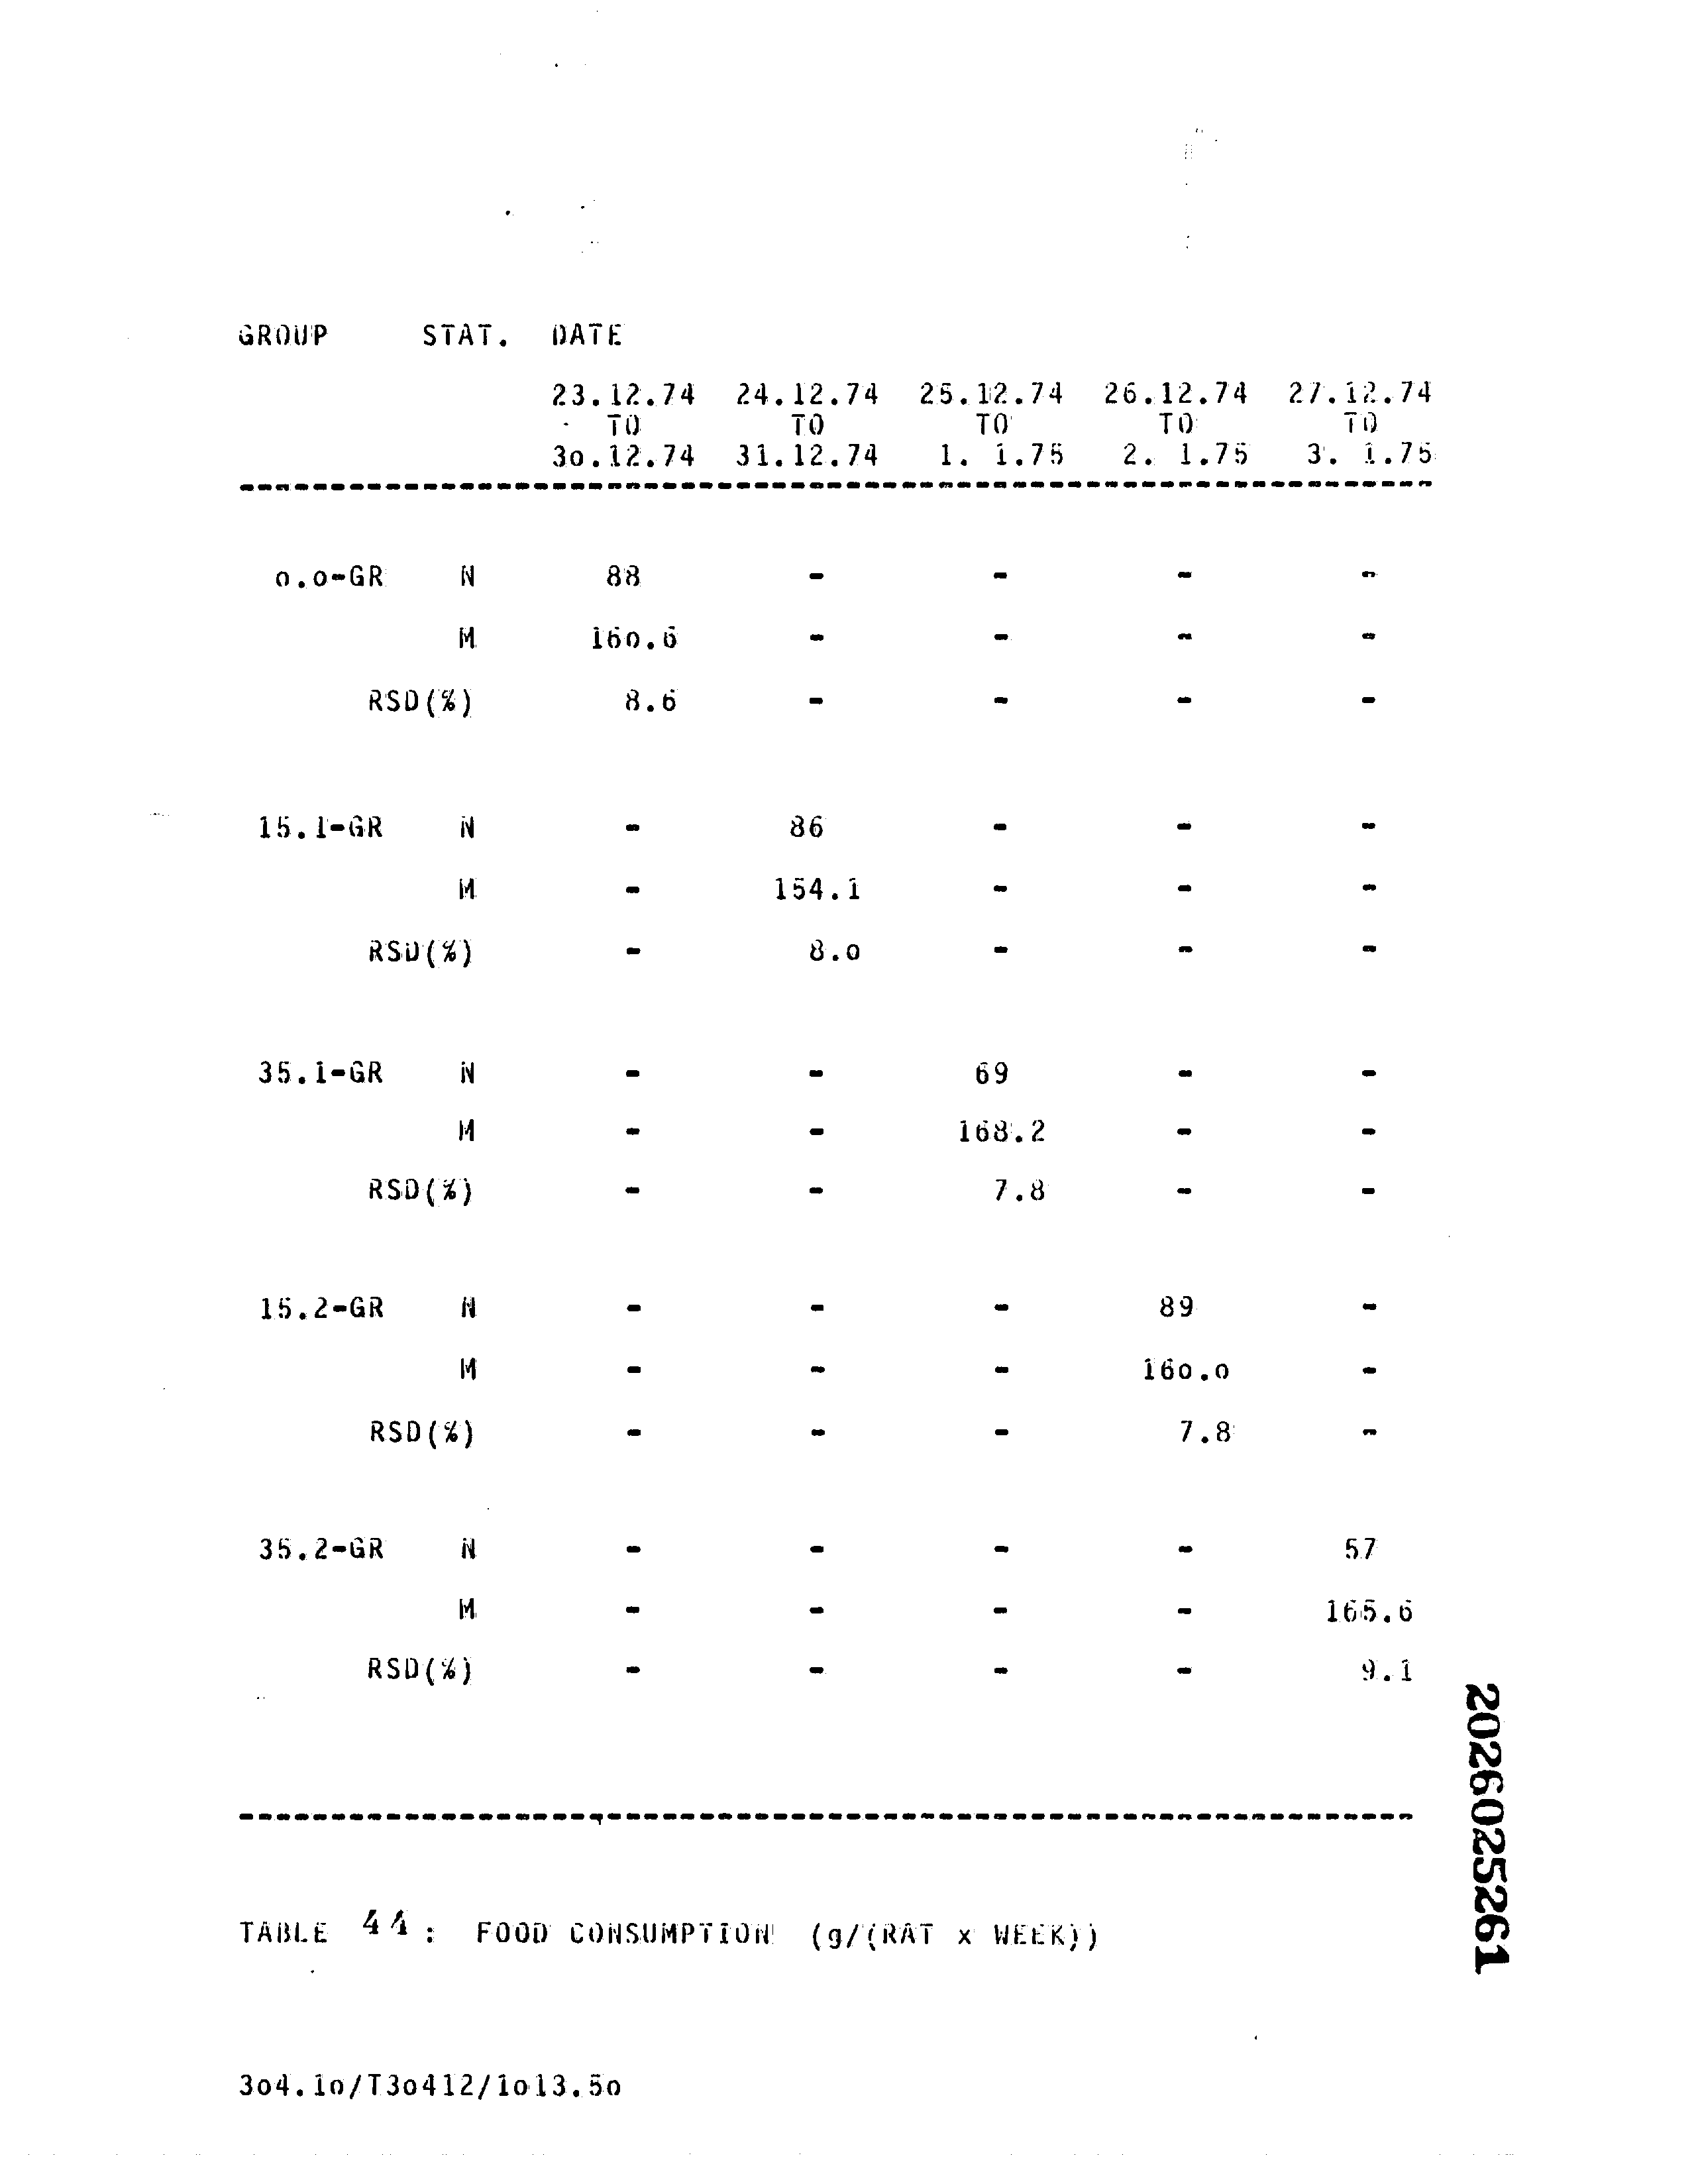 GROUP STAT. DATE
23.12.74 24.12.74 25.12.74 26.12.74 27.12.74
TO TO TO TO TO
3o.12.74 31.12.74 1. 1.75 2. 1.75 3. 1.75
o.o-GR N 88 - - - -
M 16o.6 - - - -
RSD(%) 8.6 - - - -
15.1-GR N - 86 - - -
M - 154.1 - - -
RSD(%) - 8.o - - -
35.1-GR N - - 69 - -
M - - 168.2 - -
RSD(%) - - 7.8 - -
15.2-GR N - - - 89 -
M - - - 16o.o -
RSD(%) - - - 7.8 -
35.2-GR N - - - - 57
M - - - - 165.6
RSD(%) - - - - 9.1
2026025261
TABLE 44: FOOD CONSUMPTION (g/(RAT x WEEK))
3o4.1o/T3o412/1o13.5o